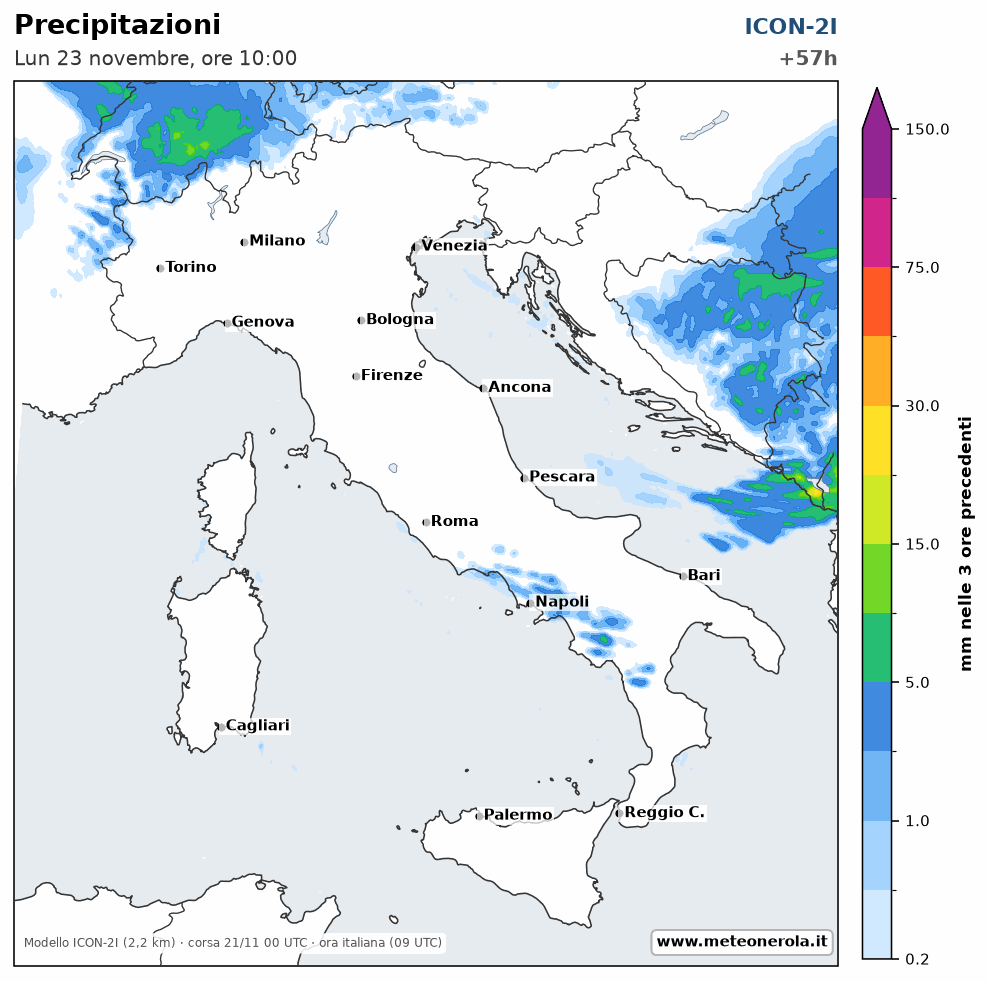 Precipitazioni
ICON-2I
Lun 23 novembre, ore 10:00
+57h
150.0
Milano
Venezia
Torino
75.0
Genova
Bologna
Firenze
Ancona
30.0
Pescara
Roma
15.0
Bari
Napoli
5.0
Cagliari
Palermo
Reggio C.
1.0
mm nelle 3 ore precedenti
Modello ICON-2I (2,2 km) · corsa 21/11 00 UTC · ora italiana (09 UTC)
www.meteonerola.it
0.2